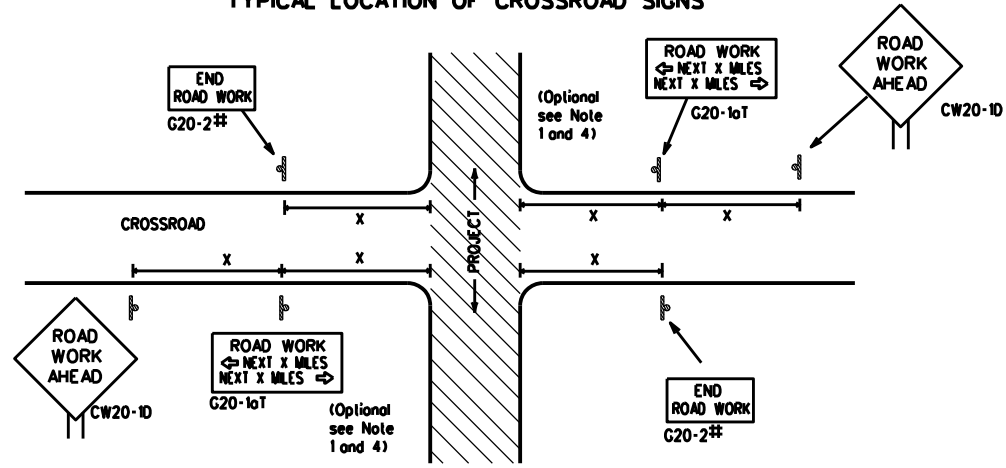 TYPICAL LOCATION OF CROSSROAD SIGNS
END
ROAD WORK
G20-2#
(Optional
see Note
1 and 4)
ROAD WORK
⇦ NEXT X MILES
NEXT X MILES ⇨
G20-1aT
ROAD
WORK
AHEAD
CW20-1D
X
X
X
CROSSROAD
PROJECT
X
X
X
ROAD
WORK
AHEAD
CW20-1D
ROAD WORK
⇦ NEXT X MILES
NEXT X MILES ⇨
G20-1aT
(Optional
see Note
1 and 4)
END
ROAD WORK
G20-2#